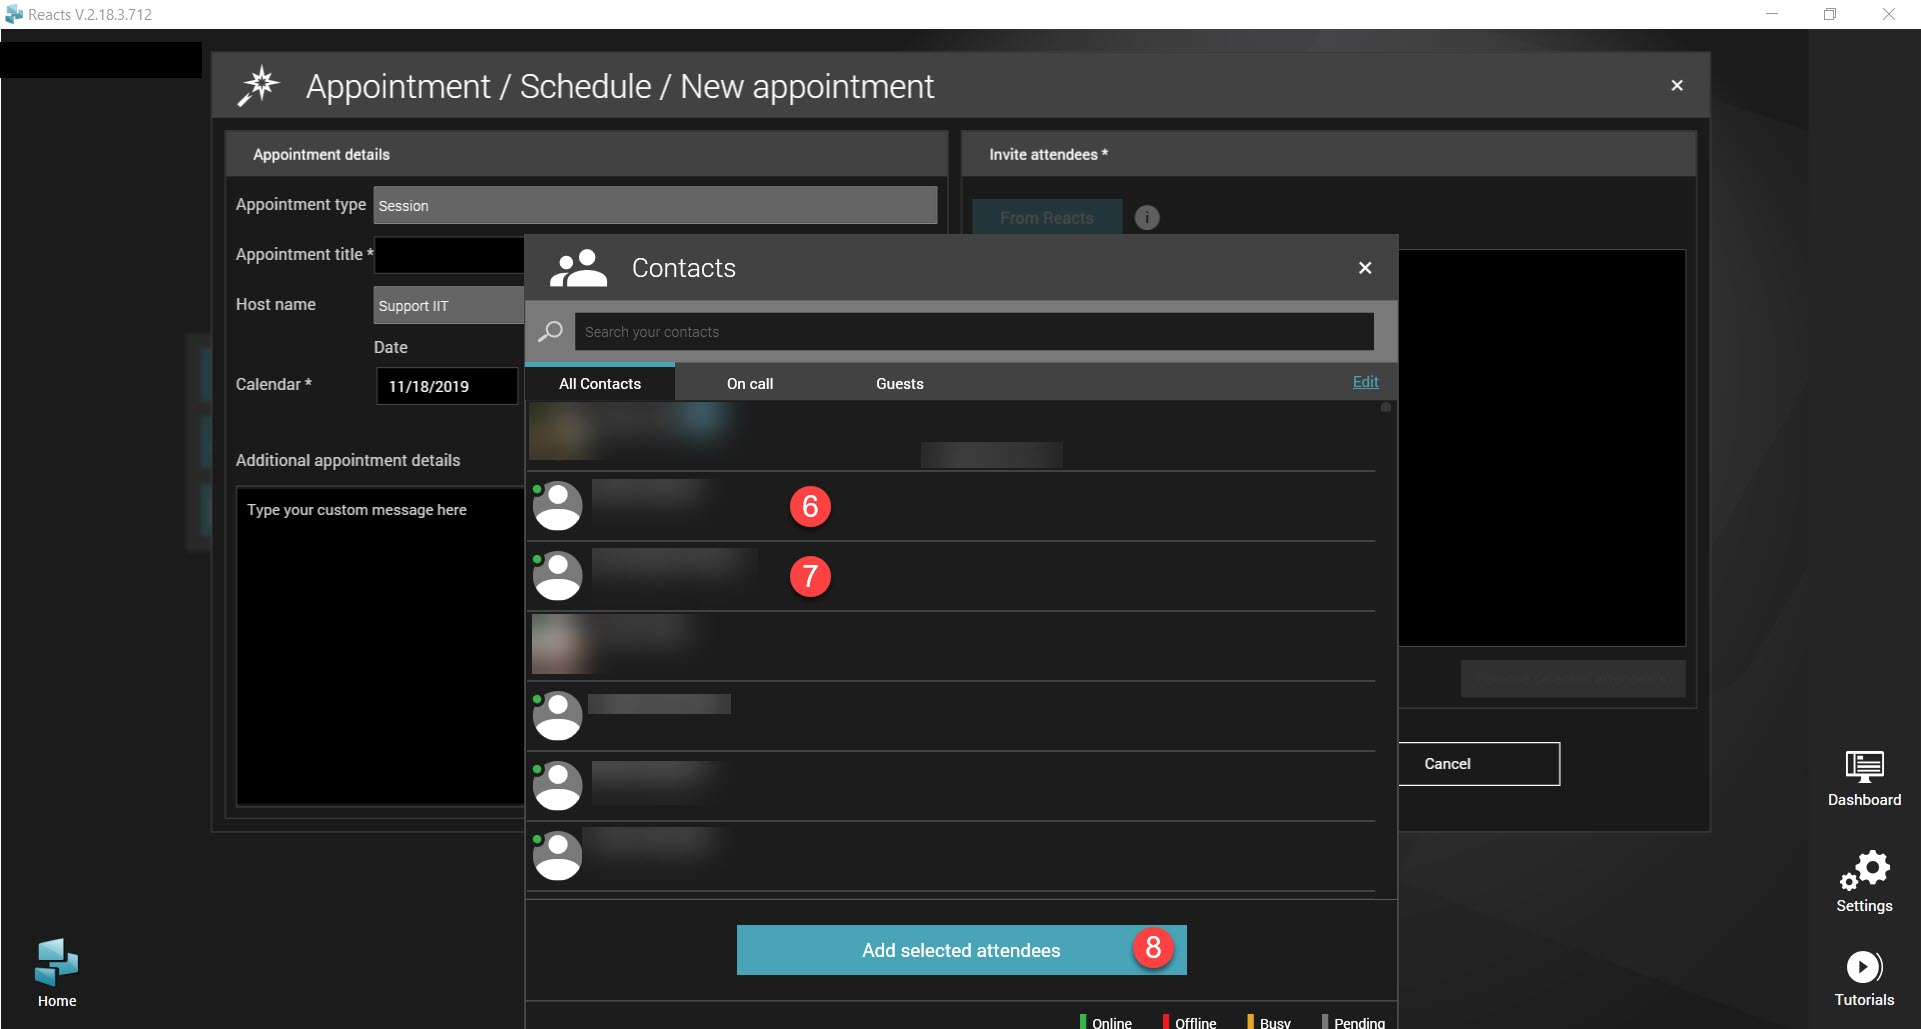 Reacts V.2.18.3.712
Appointment / Schedule / New appointment
Appointment details
Appointment type
Session
Appointment title *
Host name
Support IIT
Date
Calendar *
11/18/2019
Additional appointment details
Type your custom message here
Invite attendees *
From Reacts
i
Contacts
Search your contacts
All Contacts
On call
Guests
Edit
6
7
Add selected attendees
8
Online
Offline
Busy
Pending
Cancel
Home
Dashboard
Settings
Tutorials